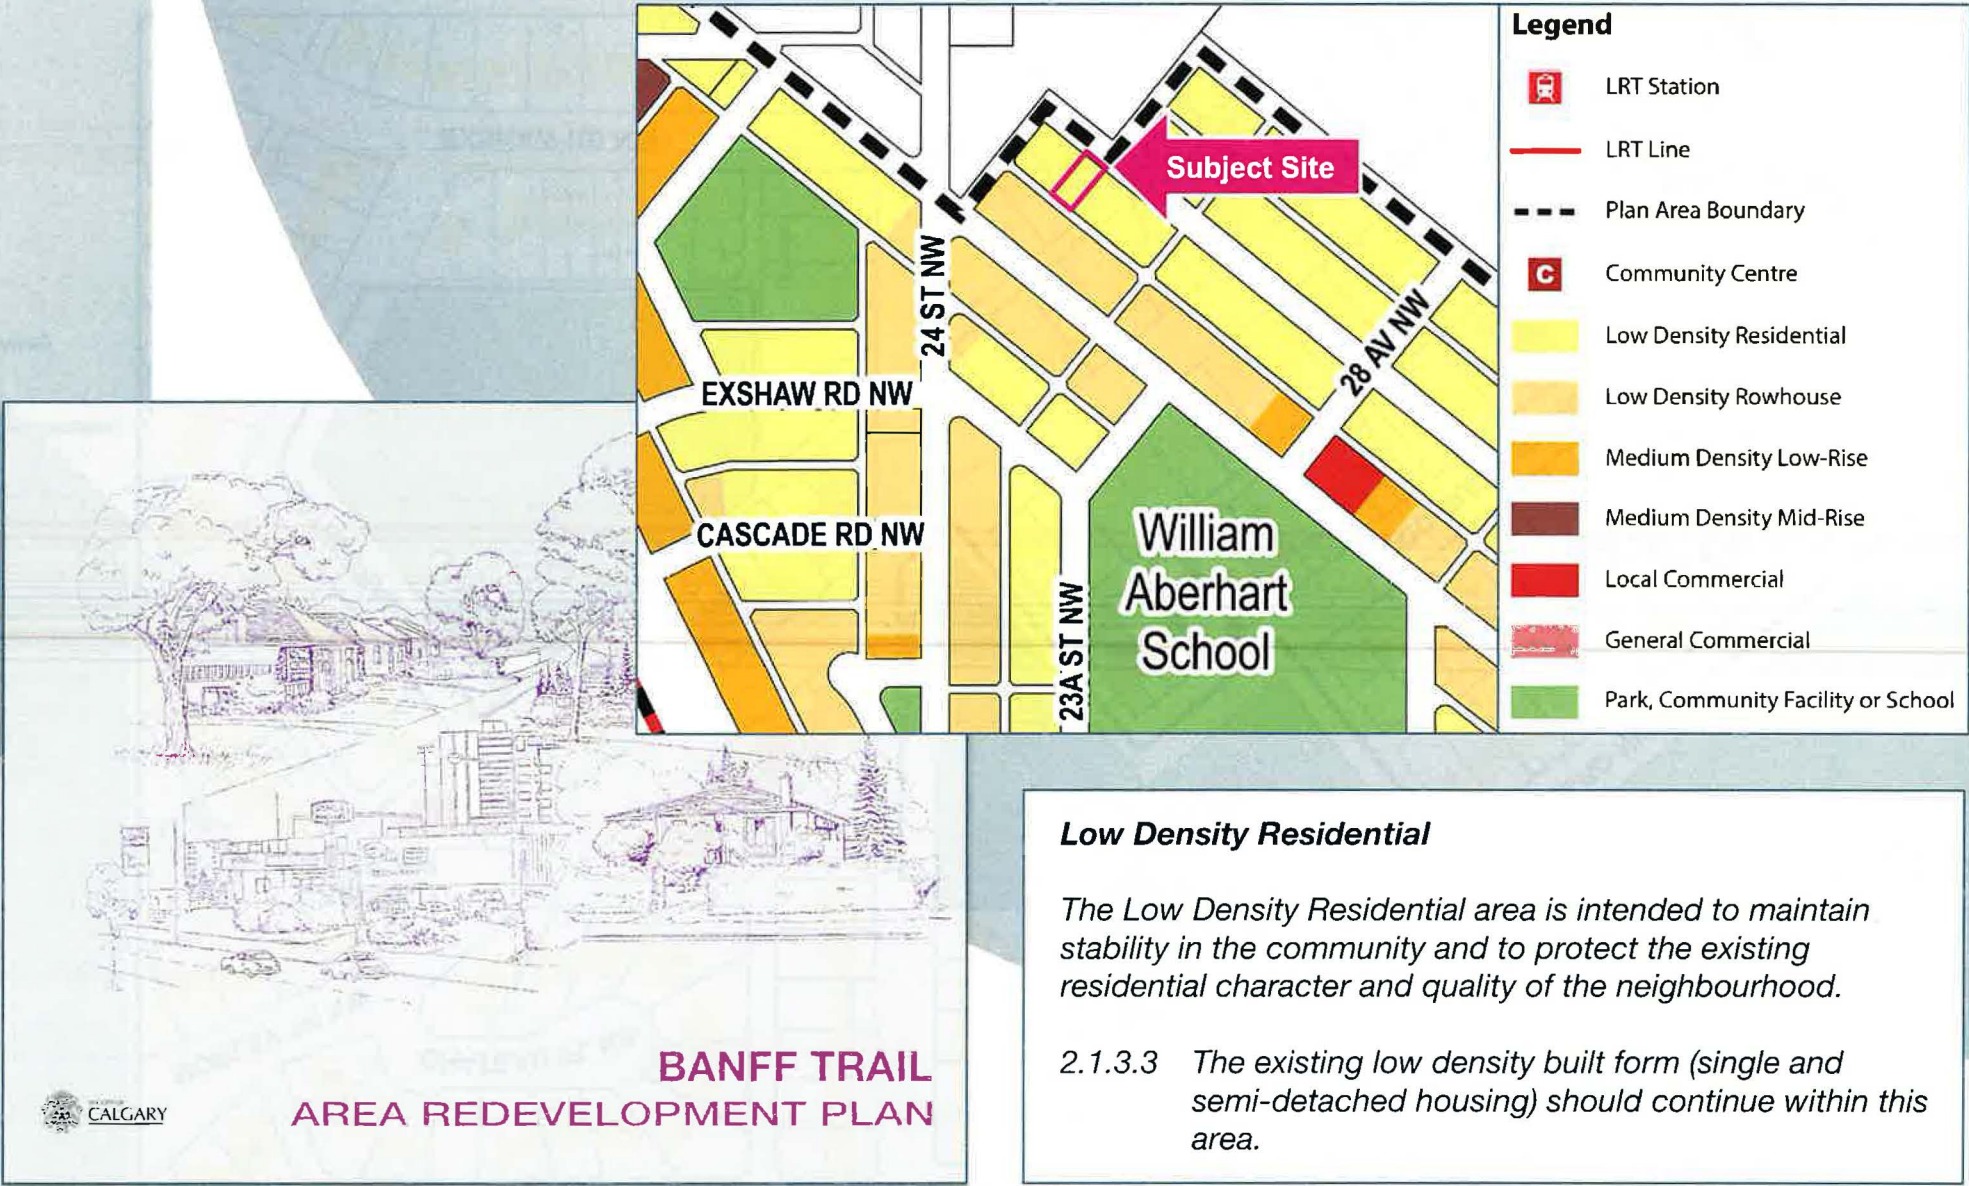 Legend
LRT Station
LRT Line
Plan Area Boundary
C
Community Centre
Low Density Residential
Low Density Rowhouse
Medium Density Low-Rise
Medium Density Mid-Rise
Local Commercial
General Commercial
Park, Community Facility or School
Subject Site
24 ST NW
28 AV NW
EXSHAW RD NW
CASCADE RD NW
23A ST NW
William
Aberhart
School
BANFF TRAIL
AREA REDEVELOPMENT PLAN
CALGARY
Low Density Residential
The Low Density Residential area is intended to maintain
stability in the community and to protect the existing
residential character and quality of the neighbourhood.
2.1.3.3 The existing low density built form (single and
semi-detached housing) should continue within this
area.